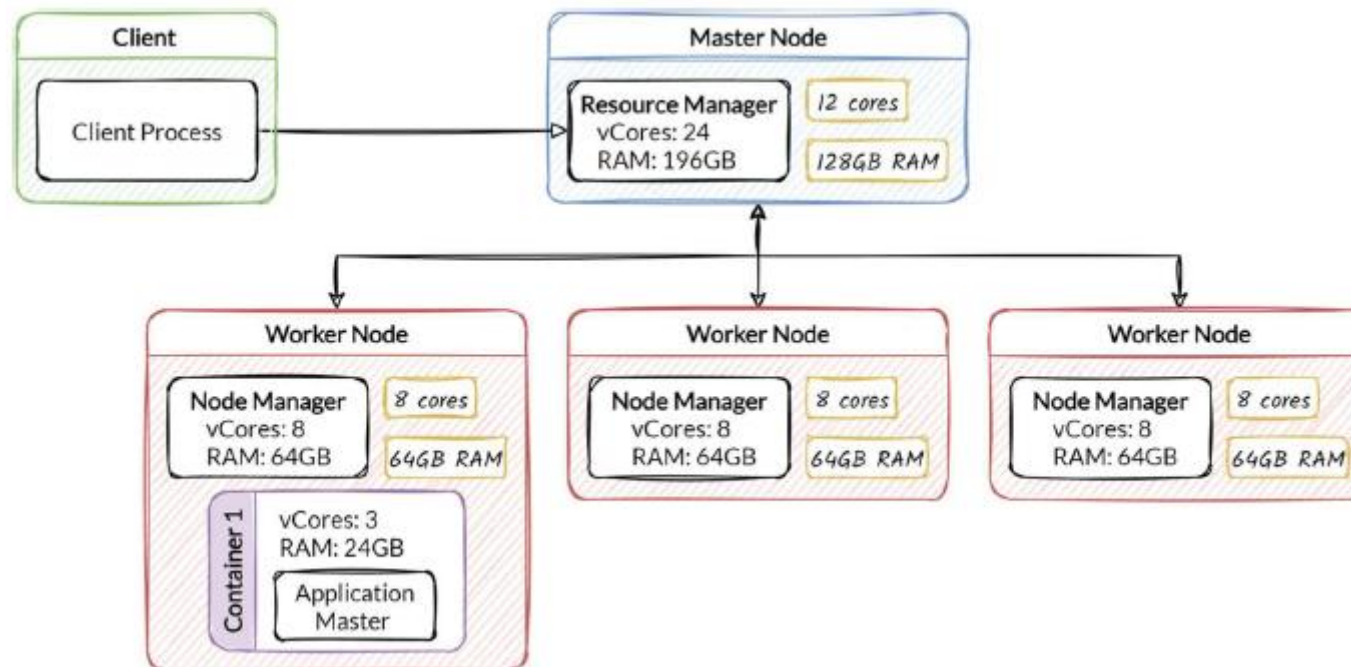 Client
Client Process
Master Node
Resource Manager
vCores: 24
RAM: 196GB
12 cores
128GB RAM
Worker Node
Node Manager
vCores: 8
RAM: 64GB
8 cores
64GB RAM
Container 1
vCores: 3
RAM: 24GB
Application
Master
Worker Node
Node Manager
vCores: 8
RAM: 64GB
8 cores
64GB RAM
Worker Node
Node Manager
vCores: 8
RAM: 64GB
8 cores
64GB RAM